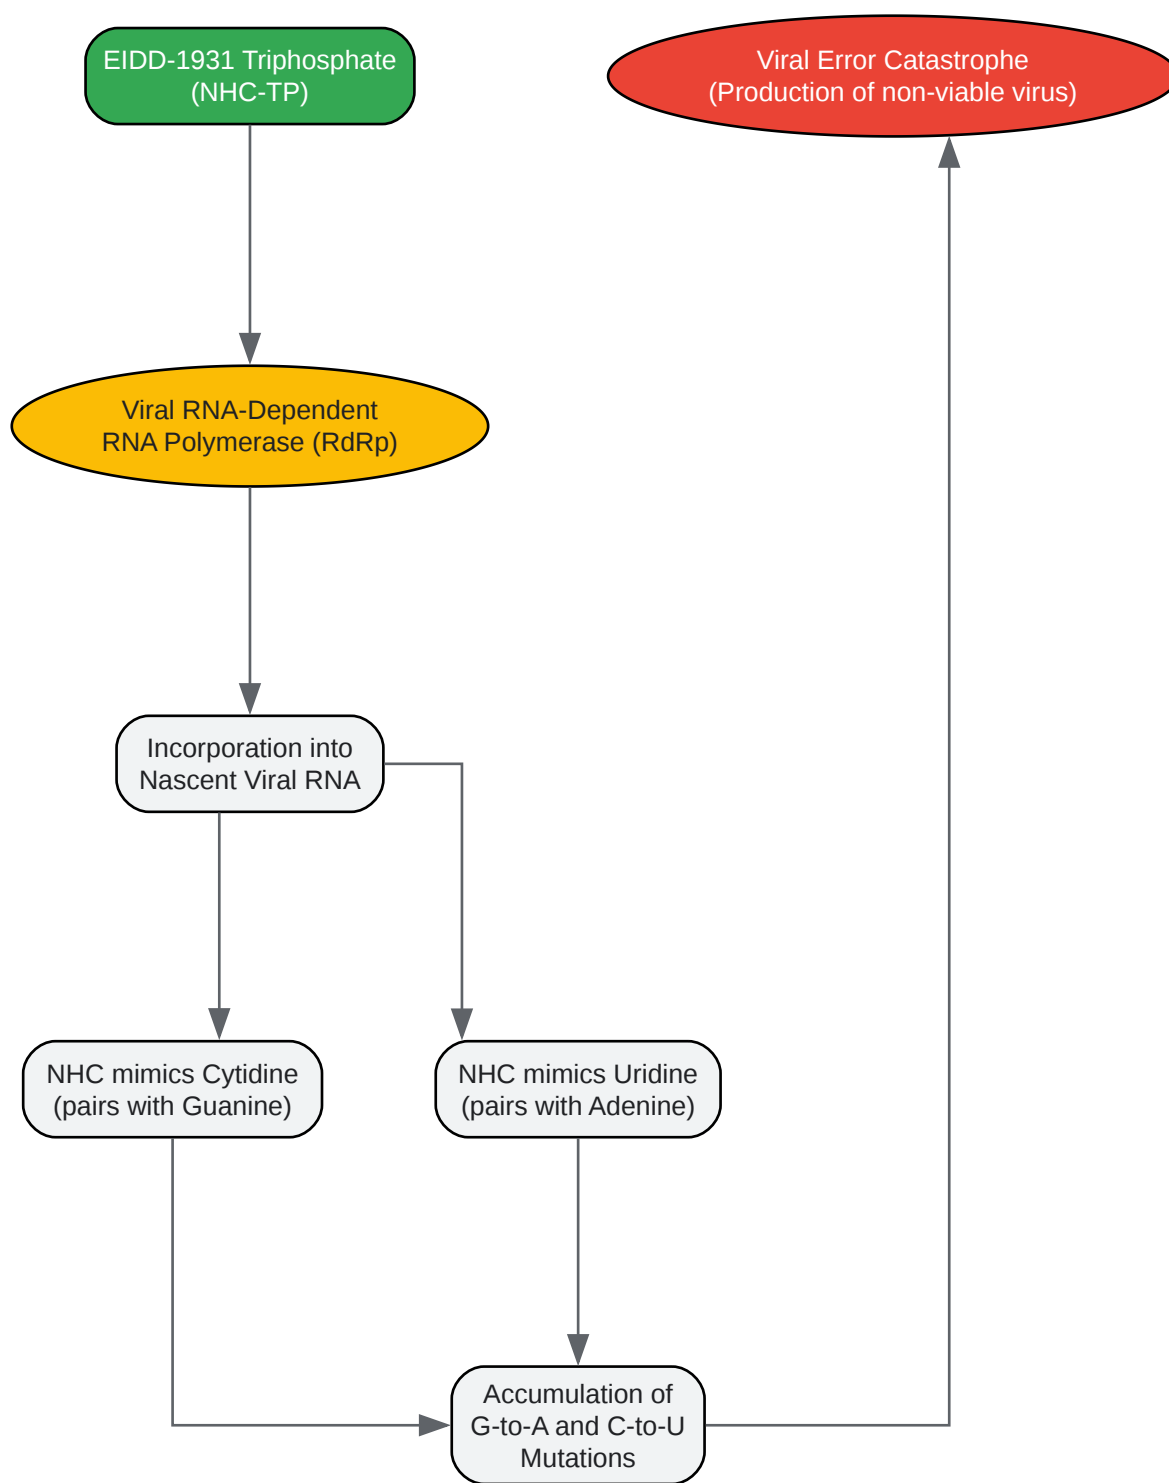 EIDD-1931 Triphosphate
(NHC-TP)
Viral Error Catastrophe
(Production of non-viable virus)
Viral RNA-Dependent
RNA Polymerase (RdRp)
Incorporation into
Nascent Viral RNA
NHC mimics Cytidine
(pairs with Guanine)
NHC mimics Uridine
(pairs with Adenine)
Accumulation of
G-to-A and C-to-U
Mutations